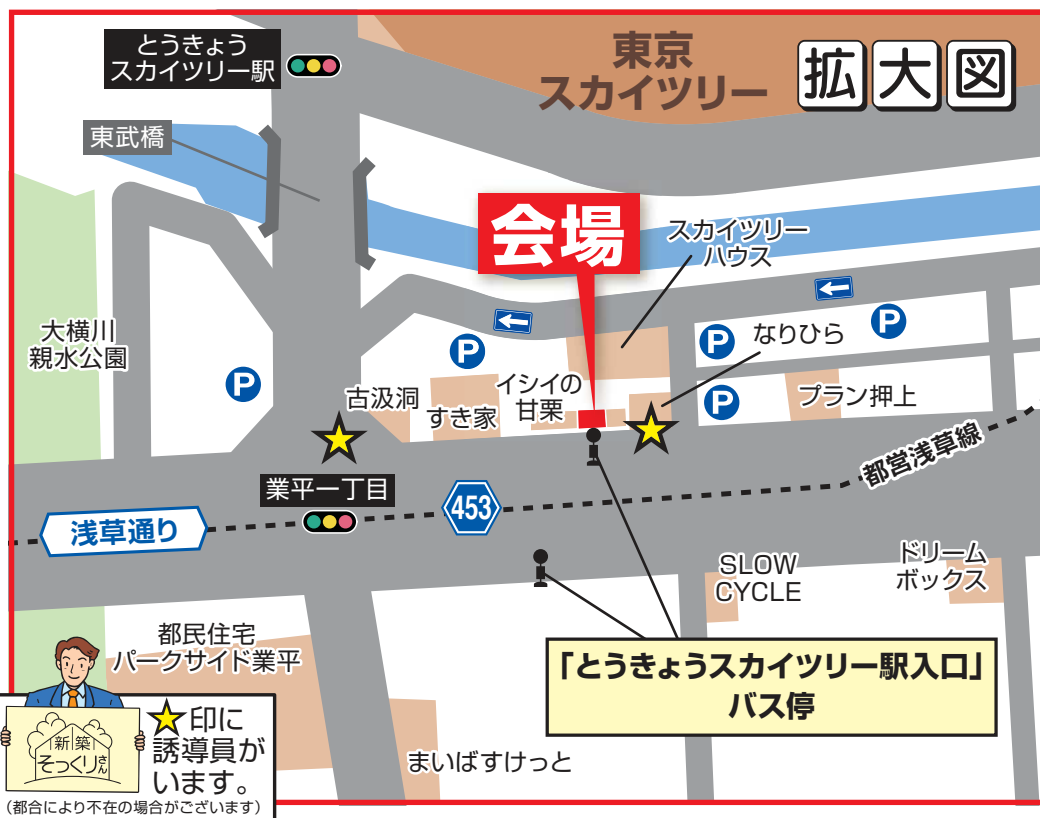 とうきょう
スカイツリー駅
東京
スカイツリー
拡大図
東武橋
会場
スカイツリー
ハウス
大横川
親水公園
P
P
P
P
P
なりひら
古汲洞
すき家
イシイの
甘栗
プラン押上
業平一丁目
453
都営浅草線
浅草通り
SLOW
CYCLE
ドリーム
ボックス
都民住宅
パークサイド業平
「とうきょうスカイツリー駅入口」
バス停
まいばすけっと
新築
そっくりさん
印に
誘導員が
います。
(都合により不在の場合がございます)